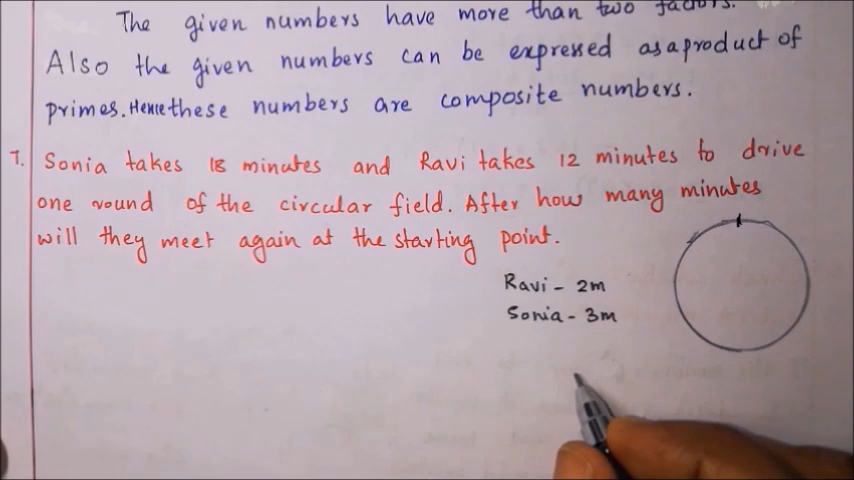 The given numbers have more than two factors.
Also the given numbers can be expressed as a product of
primes. Hence these numbers are composite numbers.
7. Sonia takes 18 minutes and Ravi takes 12 minutes to drive
one round of the circular field. After how many minutes
will they meet again at the starting point.
Ravi - 2m
Sonia - 3m